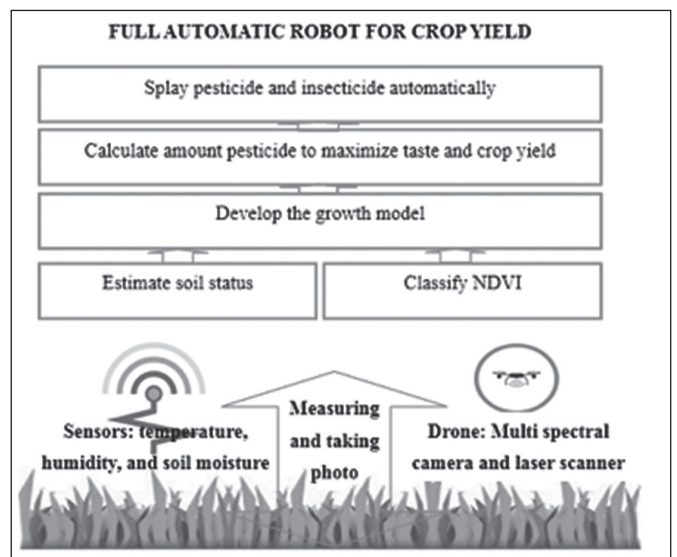 FULL AUTOMATIC ROBOT FOR CROP YIELD
Splay pesticide and insecticide automatically
Calculate amount pesticide to maximize taste and crop yield
Develop the growth model
Estimate soil status
Classify NDVI
Sensors: temperature,
humidity, and soil moisture
Measuring
and taking
photo
Drone: Multi spectral
camera and laser scanner